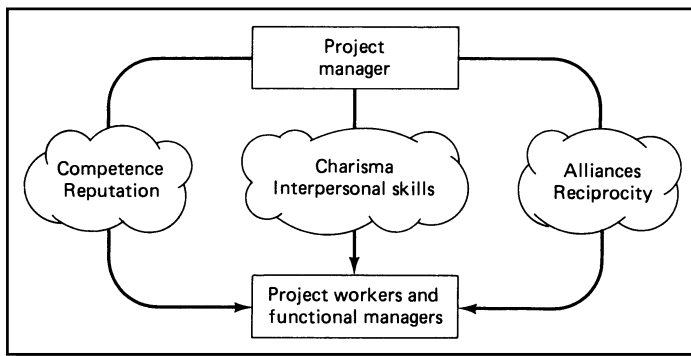 Project
manager
Competence
Reputation
Charisma
Interpersonal skills
Alliances
Reciprocity
Project workers and
functional managers